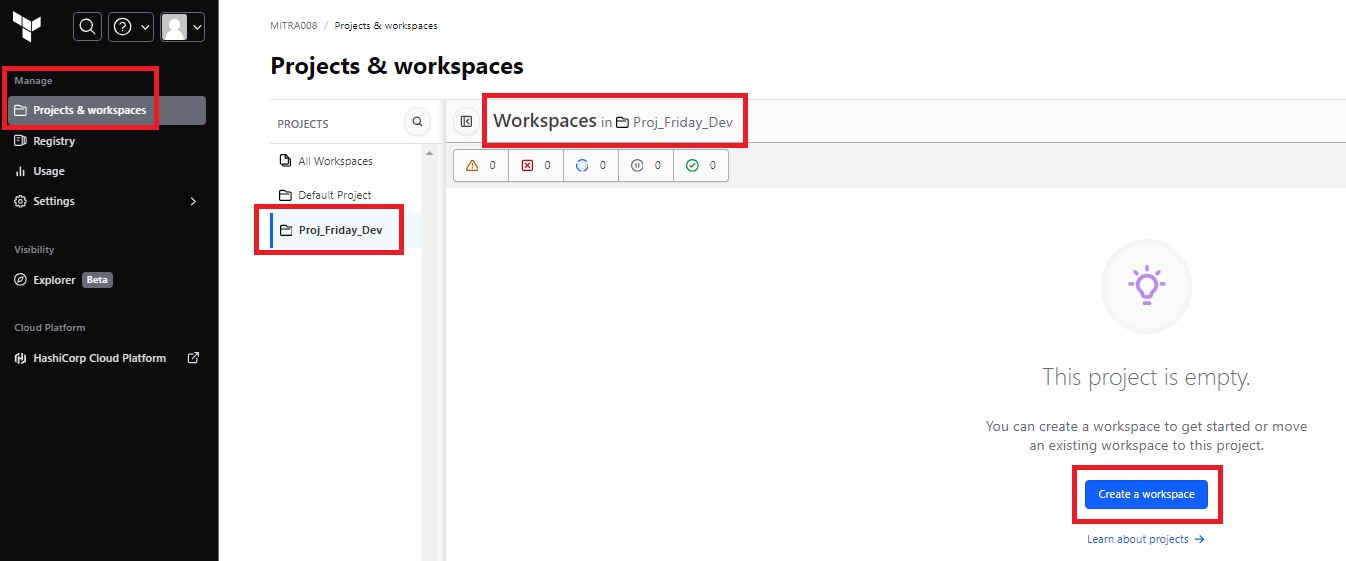 MITRA008 / Projects & workspaces
Projects & workspaces
Manage
Projects & workspaces
Registry
Usage
Settings
Visibility
Explorer Beta
Cloud Platform
HashiCorp Cloud Platform
PROJECTS
All Workspaces
Default Project
Proj_Friday_Dev
Workspaces in Proj_Friday_Dev
0 0 0 0 0
This project is empty.
You can create a workspace to get started or move
an existing workspace to this project.
Create a workspace
Learn about projects